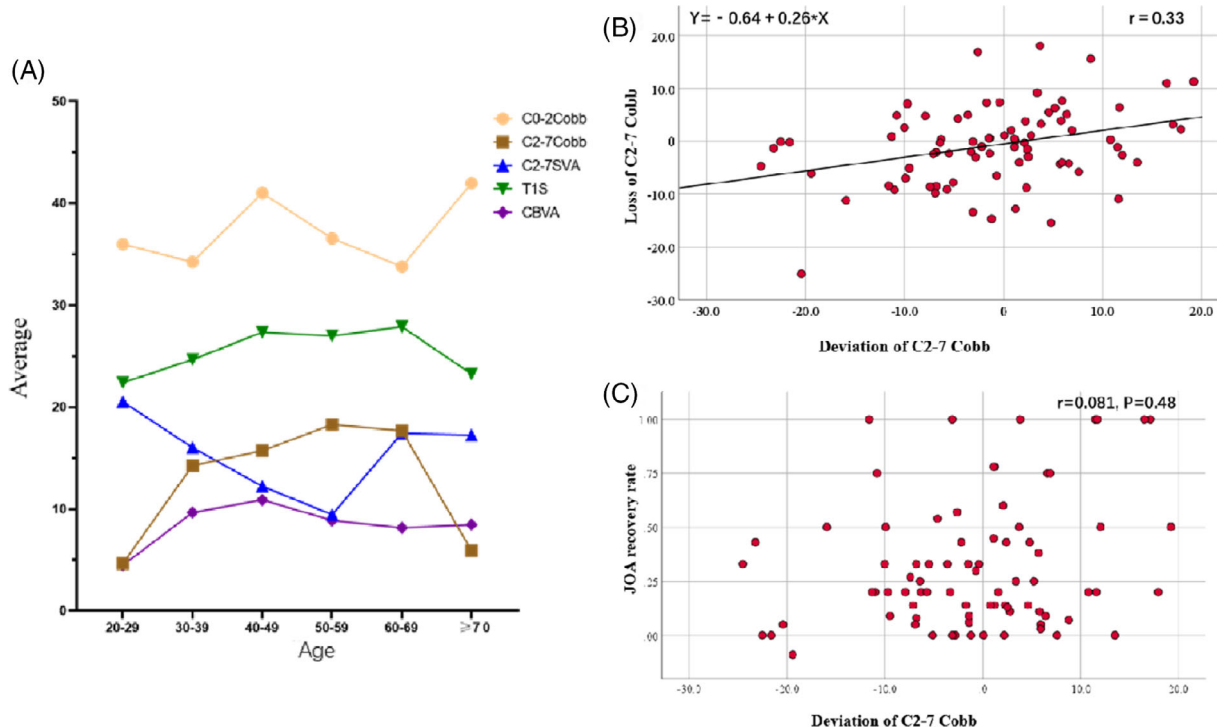 (A)
50
40
30
20
10
0
Average
20-29 30-39 40-49 50-59 60-69 ≥70
Age
C0-2Cobb
C2-7Cobb
C2-7SVA
T1S
CBVA
(B)
Y= - 0.64 + 0.26*X r = 0.33
20.0
10.0
.0
-10.0
-20.0
-30.0
Loss of C2-7 Cobb
-30.0 -20.0 -10.0 .0 10.0 20.0
Deviation of C2-7 Cobb
(C)
r=0.081, P=0.48
1.00
.75
.50
.25
.00
JOA recovery rate
-30.0 -20.0 -10.0 .0 10.0 20.0
Deviation of C2-7 Cobb